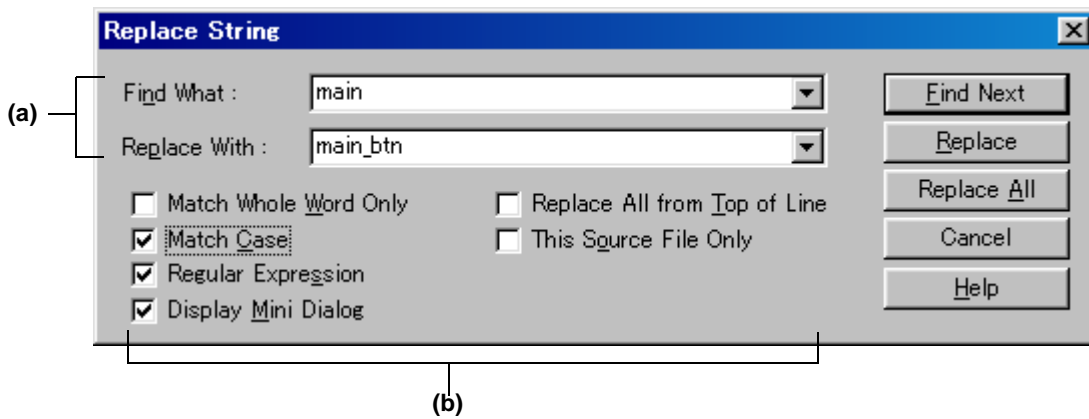 Replace String
(a)
Find What :
main
Find Next
Replace With :
main_btn
Replace
Match Whole Word Only
Replace All from Top of Line
Replace All
Match Case
This Source File Only
Cancel
Regular Expression
Help
Display Mini Dialog
(b)